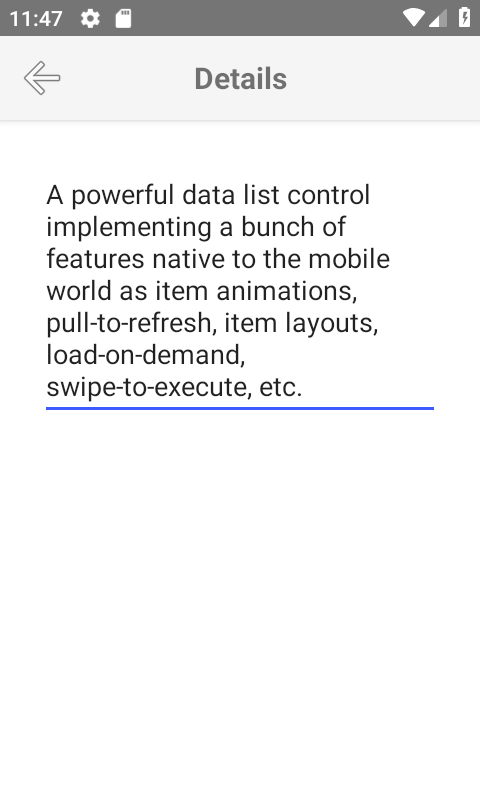 11:47
Details
A powerful data list control
implementing a bunch of
features native to the mobile
world as item animations,
pull-to-refresh, item layouts,
load-on-demand,
swipe-to-execute, etc.